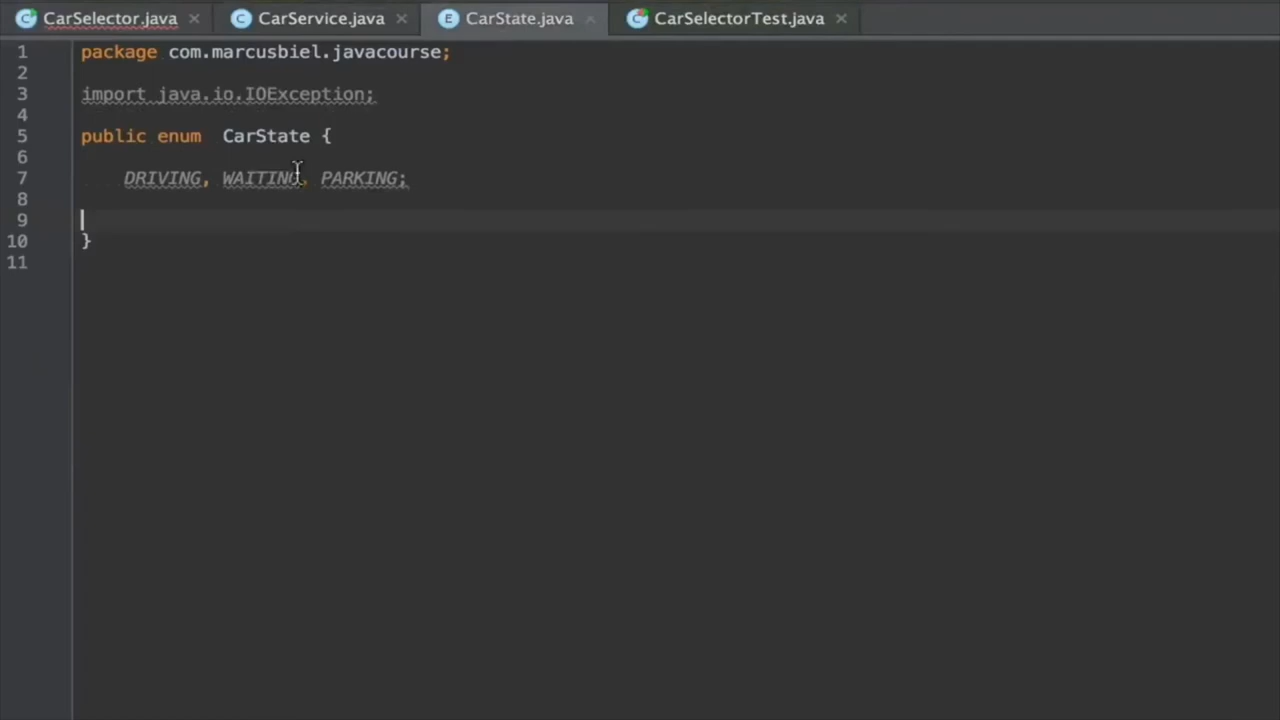 CarSelector.java CarService.java CarState.java CarSelectorTest.java
1 package com.marcusbiel.javacourse;
2
3 import java.io.IOException;
4
5 public enum  CarState {
6
7 DRIVING, WAITING, PARKING;
8
9
10 }
11